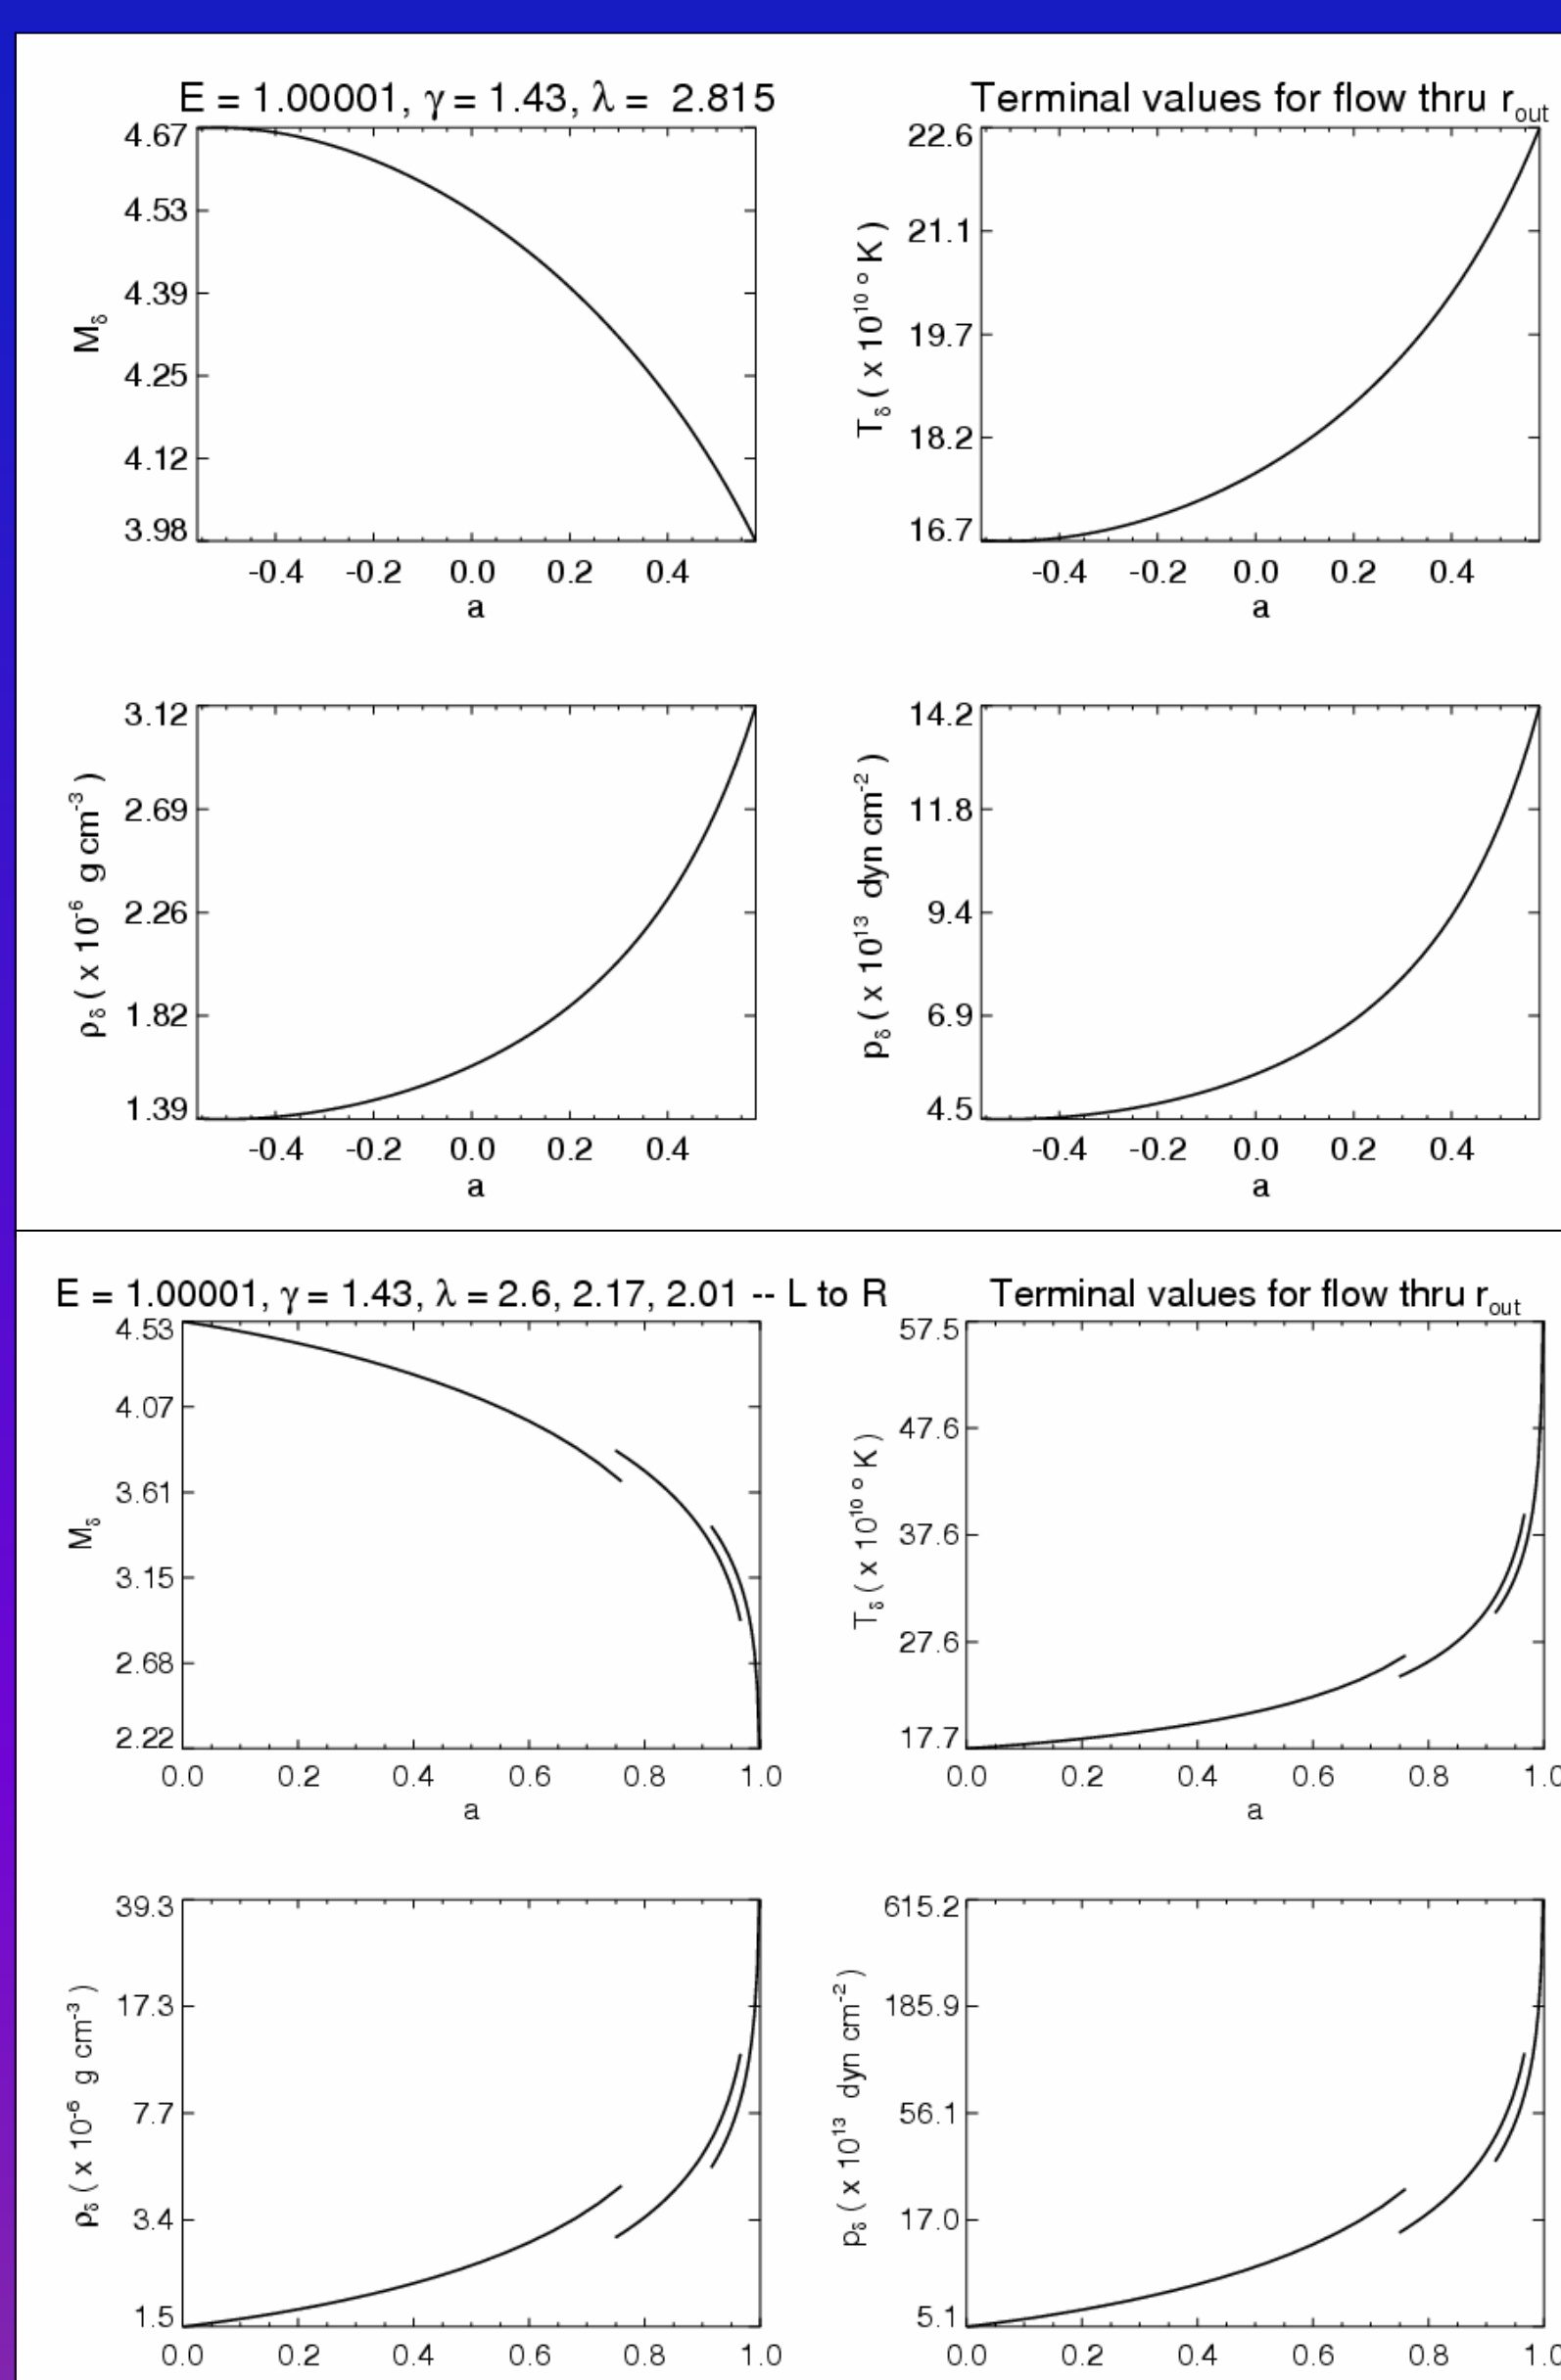 E = 1.00001, γ = 1.43, λ = 2.815
Terminal values for flow thru r_out
4.67
4.53
4.39
4.25
4.12
3.98
M_δ
-0.4 -0.2 0.0 0.2 0.4
a
22.6
21.1
19.7
18.2
16.7
T_δ ( x 10¹⁰ ° K )
-0.4 -0.2 0.0 0.2 0.4
a
3.12
2.69
2.26
1.82
1.39
ρ_δ ( x 10⁻⁶ g cm⁻³ )
-0.4 -0.2 0.0 0.2 0.4
a
14.2
11.8
9.4
6.9
4.5
p_δ ( x 10¹³ dyn cm⁻² )
-0.4 -0.2 0.0 0.2 0.4
a
E = 1.00001, γ = 1.43, λ = 2.6, 2.17, 2.01 -- L to R
Terminal values for flow thru r_out
4.53
4.07
3.61
3.15
2.68
2.22
M_δ
0.0 0.2 0.4 0.6 0.8 1.0
a
57.5
47.6
37.6
27.6
17.7
T_δ ( x 10¹⁰ ° K )
0.0 0.2 0.4 0.6 0.8 1.0
a
39.3
17.3
7.7
3.4
1.5
ρ_δ ( x 10⁻⁶ g cm⁻³ )
0.0 0.2 0.4 0.6 0.8 1.0
615.2
185.9
56.1
17.0
5.1
p_δ ( x 10¹³ dyn cm⁻² )
0.0 0.2 0.4 0.6 0.8 1.0